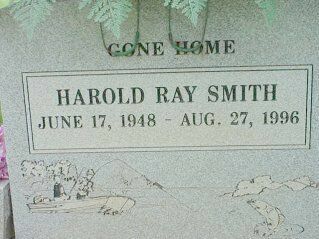 GONE HOME
HAROLD RAY SMITH
JUNE 17, 1948 - AUG. 27, 1996